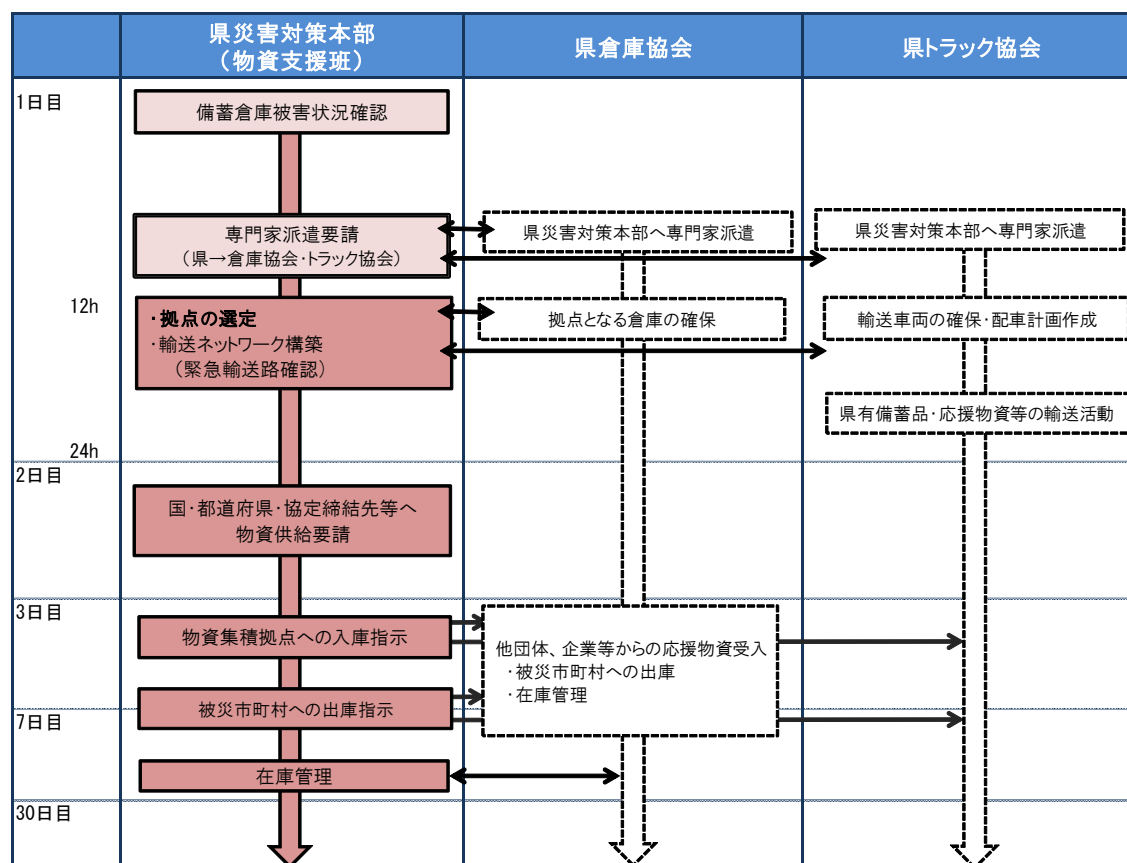 県災害対策本部
（物資支援班）
県倉庫協会
県トラック協会
1日目
備蓄倉庫被害状況確認
専門家派遣要請
（県→倉庫協会・トラック協会）
県災害対策本部へ専門家派遣
県災害対策本部へ専門家派遣
12h
・拠点の選定
・輸送ネットワーク構築
（緊急輸送路確認）
拠点となる倉庫の確保
輸送車両の確保・配車計画作成
県有備蓄品・応援物資等の輸送活動
24h
2日目
国・都道府県・協定締結先等へ
物資供給要請
3日目
物資集積拠点への入庫指示
他団体、企業等からの応援物資受入
・被災市町村への出庫
・在庫管理
被災市町村への出庫指示
7日目
在庫管理
30日目